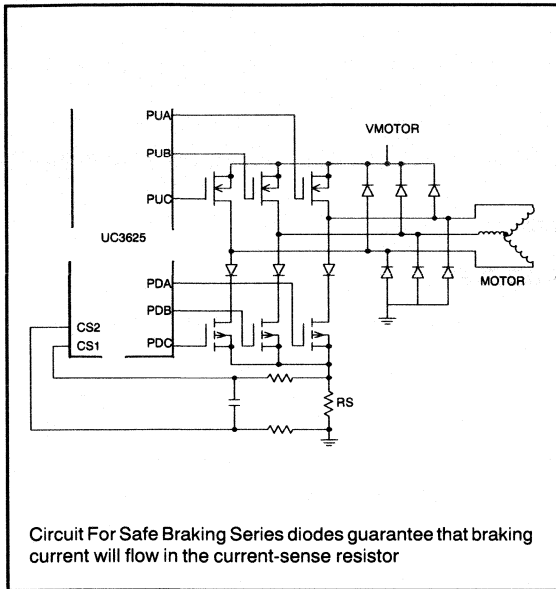 PUA
PUB
VMOTOR
PUC
UC3625
PDA
MOTOR
PDB
CS2
CS1
PDC
RS
Circuit For Safe Braking Series diodes guarantee that braking
current will flow in the current-sense resistor